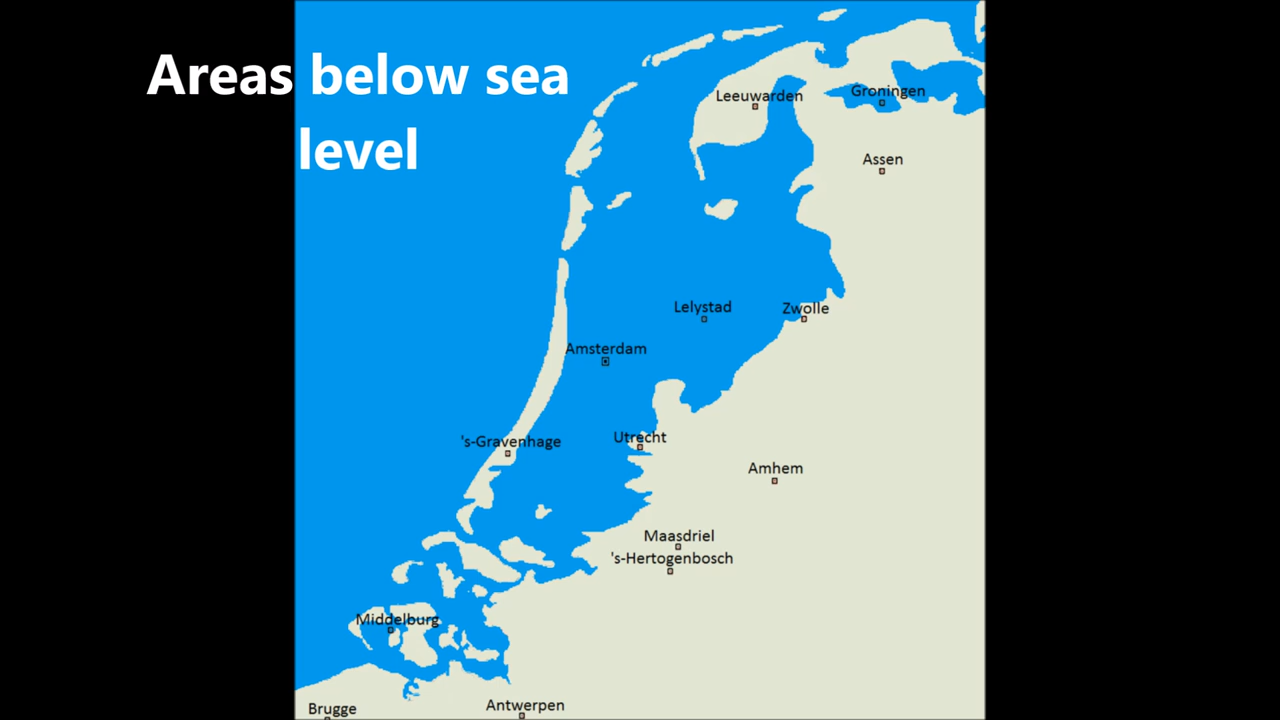 Areas below sea
level
Leeuwarden
Groningen
Assen
Lelystad
Zwolle
Amsterdam
's-Gravenhage
Utrecht
Amhem
Maasdriel
's-Hertogenbosch
Middelburg
Brugge
Antwerpen